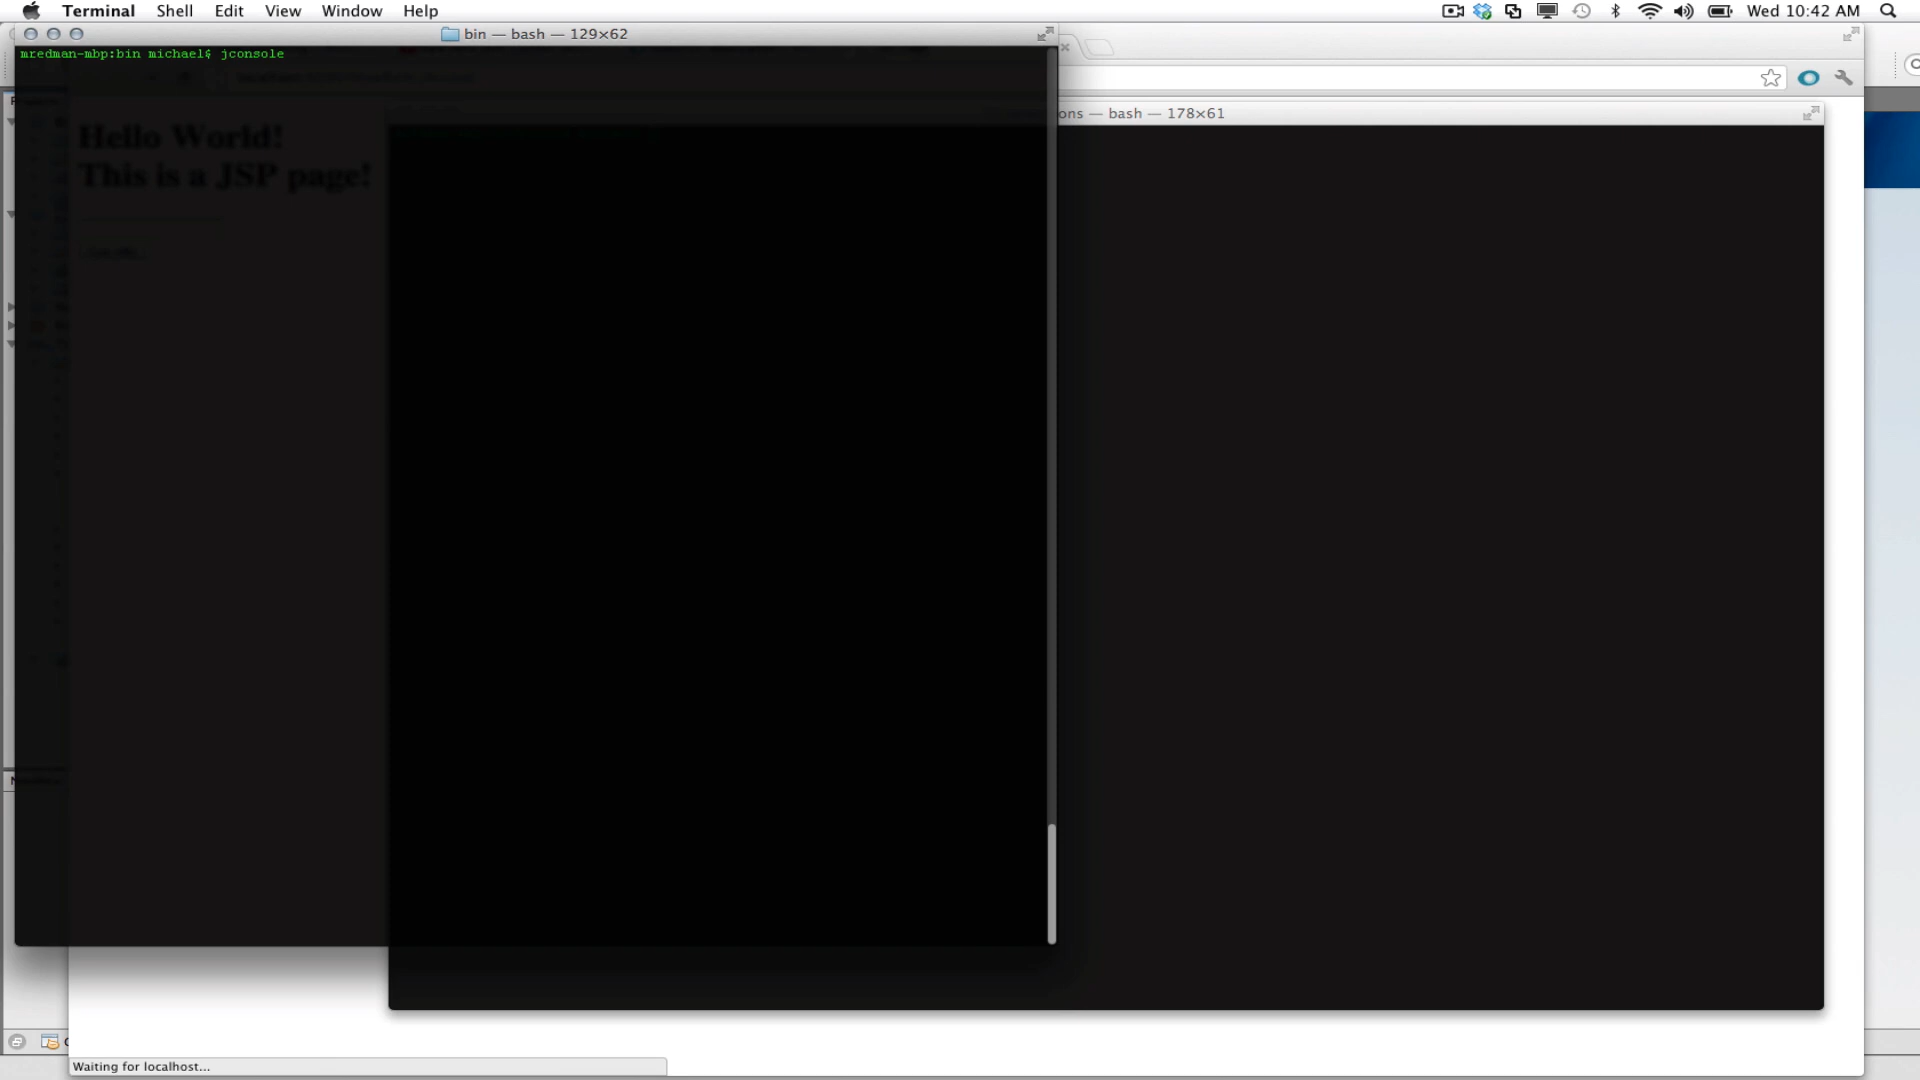 Terminal Shell Edit View Window Help
Wed 10:42 AM
bin — bash — 129×62
mredman-mbp:bin michael$ jconsole
ons — bash — 178×61
Hello World!
This is a JSP page!
Waiting for localhost...